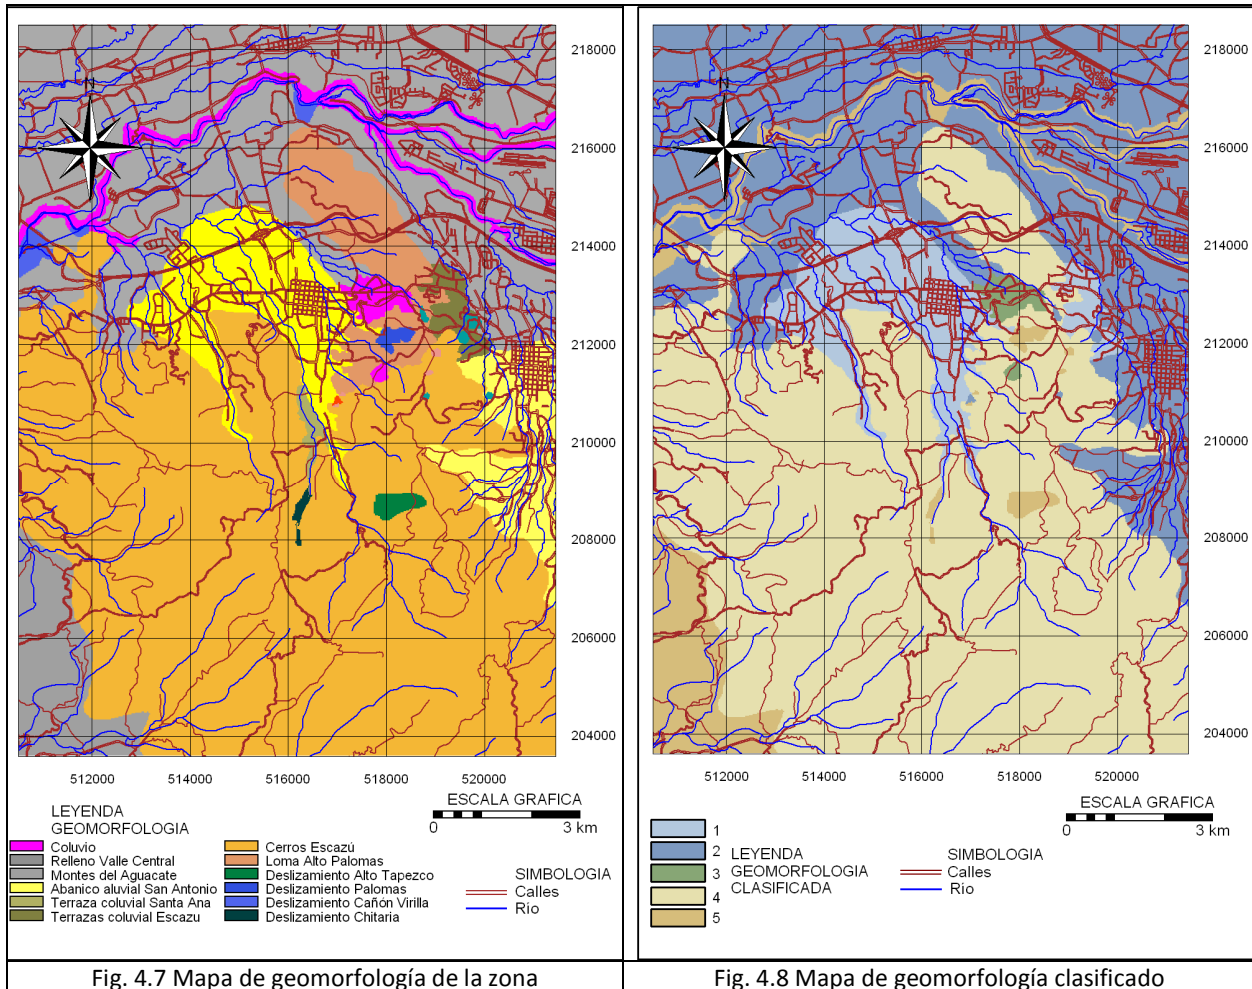 N
218000
216000
214000
212000
210000
208000
206000
204000
512000 514000 516000 518000 520000
LEYENDA
GEOMORFOLOGIA
Coluvio
Relleno Valle Central
Montes del Aguacate
Abanico aluvial San Antonio
Terraza coluvial Santa Ana
Terrazas coluvial Escazu
Cerros Escazú
Loma Alto Palomas
Deslizamiento Alto Tapezco
Deslizamiento Palomas
Deslizamiento Cañón Virilla
Deslizamiento Chitaria
ESCALA GRAFICA
0 3 km
SIMBOLOGIA
Calles
Rio
Fig. 4.7 Mapa de geomorfología de la zona
N
218000
216000
214000
212000
210000
208000
206000
204000
512000 514000 516000 518000 520000
1
2
3
4
5
LEYENDA
GEOMORFOLOGIA
CLASIFICADA
ESCALA GRAFICA
0 3 km
SIMBOLOGIA
Calles
Rio
Fig. 4.8 Mapa de geomorfología clasificado